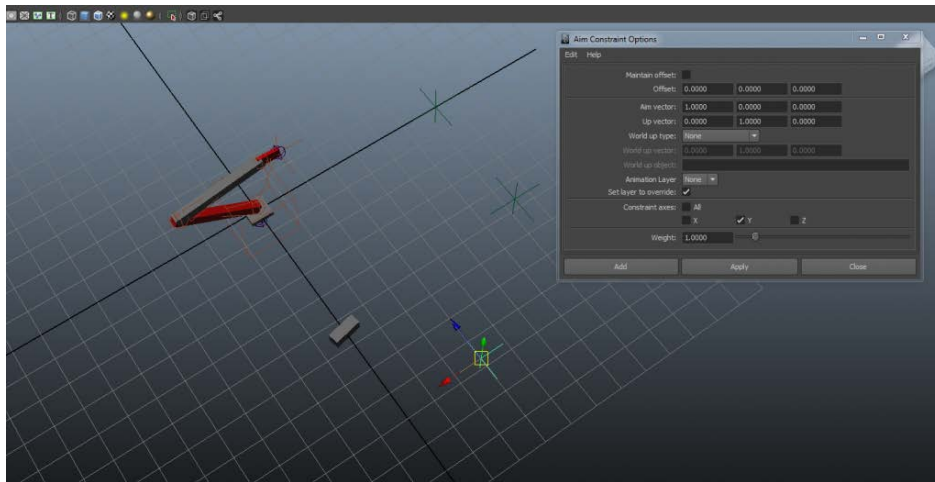 Aim Constraint Options
Edit Help
Maintain offset:
Offset: 0.0000 0.0000 0.0000
Aim vector: 1.0000 0.0000 0.0000
Up vector: 0.0000 1.0000 0.0000
World up type: None
World up vector: 0.0000 1.0000 0.0000
World up object:
Animation Layer None
Set layer to override:
Constraint axes: All
X Y Z
Weight: 1.0000
Add Apply Close